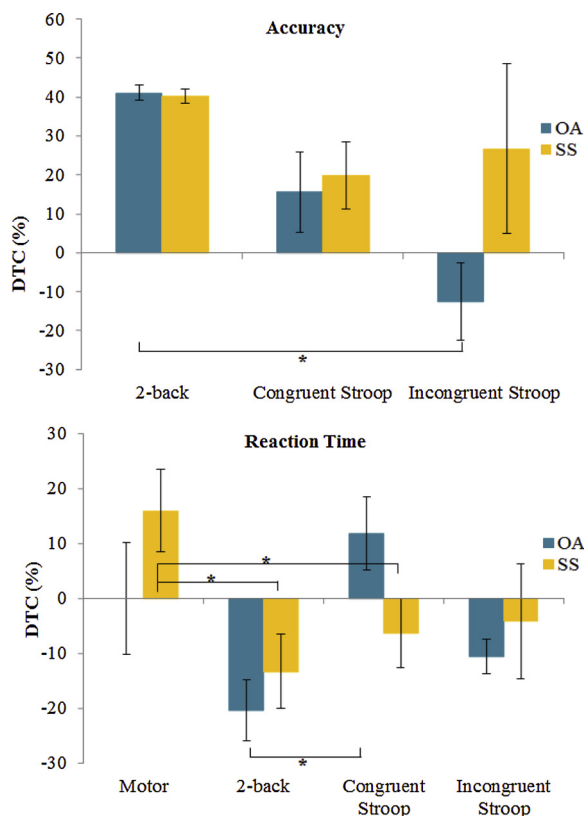 Accuracy
60
50
40
30
20
10
0
-10
-20
-30
DTC (%)
OA
SS
*
2-back Congruent Stroop Incongruent Stroop
Reaction Time
30
20
10
0
-10
-20
-30
DTC (%)
OA
SS
*
*
*
Motor 2-back Congruent Stroop Incongruent Stroop